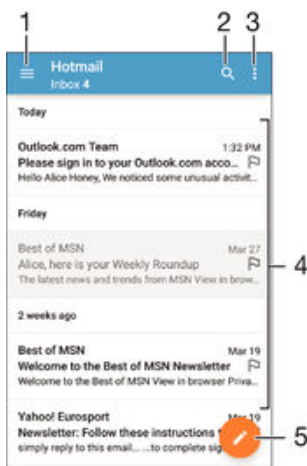 1
2
3
Hotmail
Inbox 4
Today
Outlook.com Team 1:32 PM
Please sign in to your Outlook.com acco...
Hello Alice Honey, We noticed some unusual activit...
Friday
Best of MSN Mar 27
Alice, here is your Weekly Roundup
The latest news and trends from MSN View in brow...
4
2 weeks ago
Best of MSN Mar 19
Welcome to the Best of MSN Newsletter
Welcome to the Best of MSN View in browser Priva...
Yahoo! Eurosport Mar 19
Newsletter: Follow these instructions
simply reply to this email... ...to complete
5